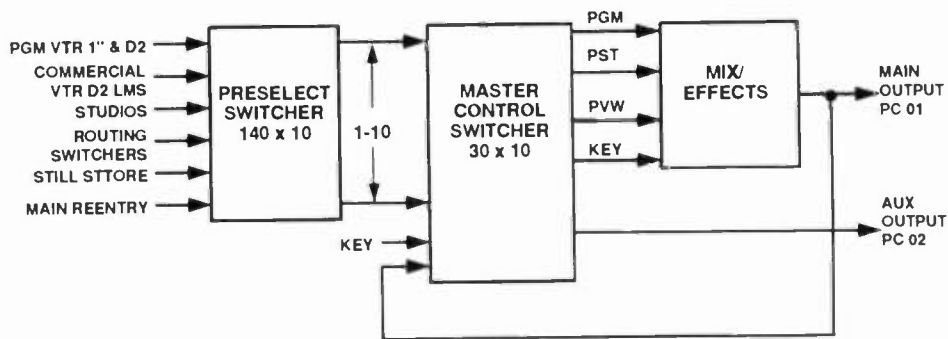 PGM VTR 1" & D2
COMMERCIAL
VTR D2 LMS
STUDIOS
ROUTING
SWITCHERS
STILL STTORE
MAIN REENTRY
PRESELECT
SWITCHER
140 x 10
1-10
KEY
MASTER
CONTROL
SWITCHER
30 x 10
PGM
PST
PVW
KEY
MIX/
EFFECTS
MAIN
OUTPUT
PC 01
AUX
OUTPUT
PC 02